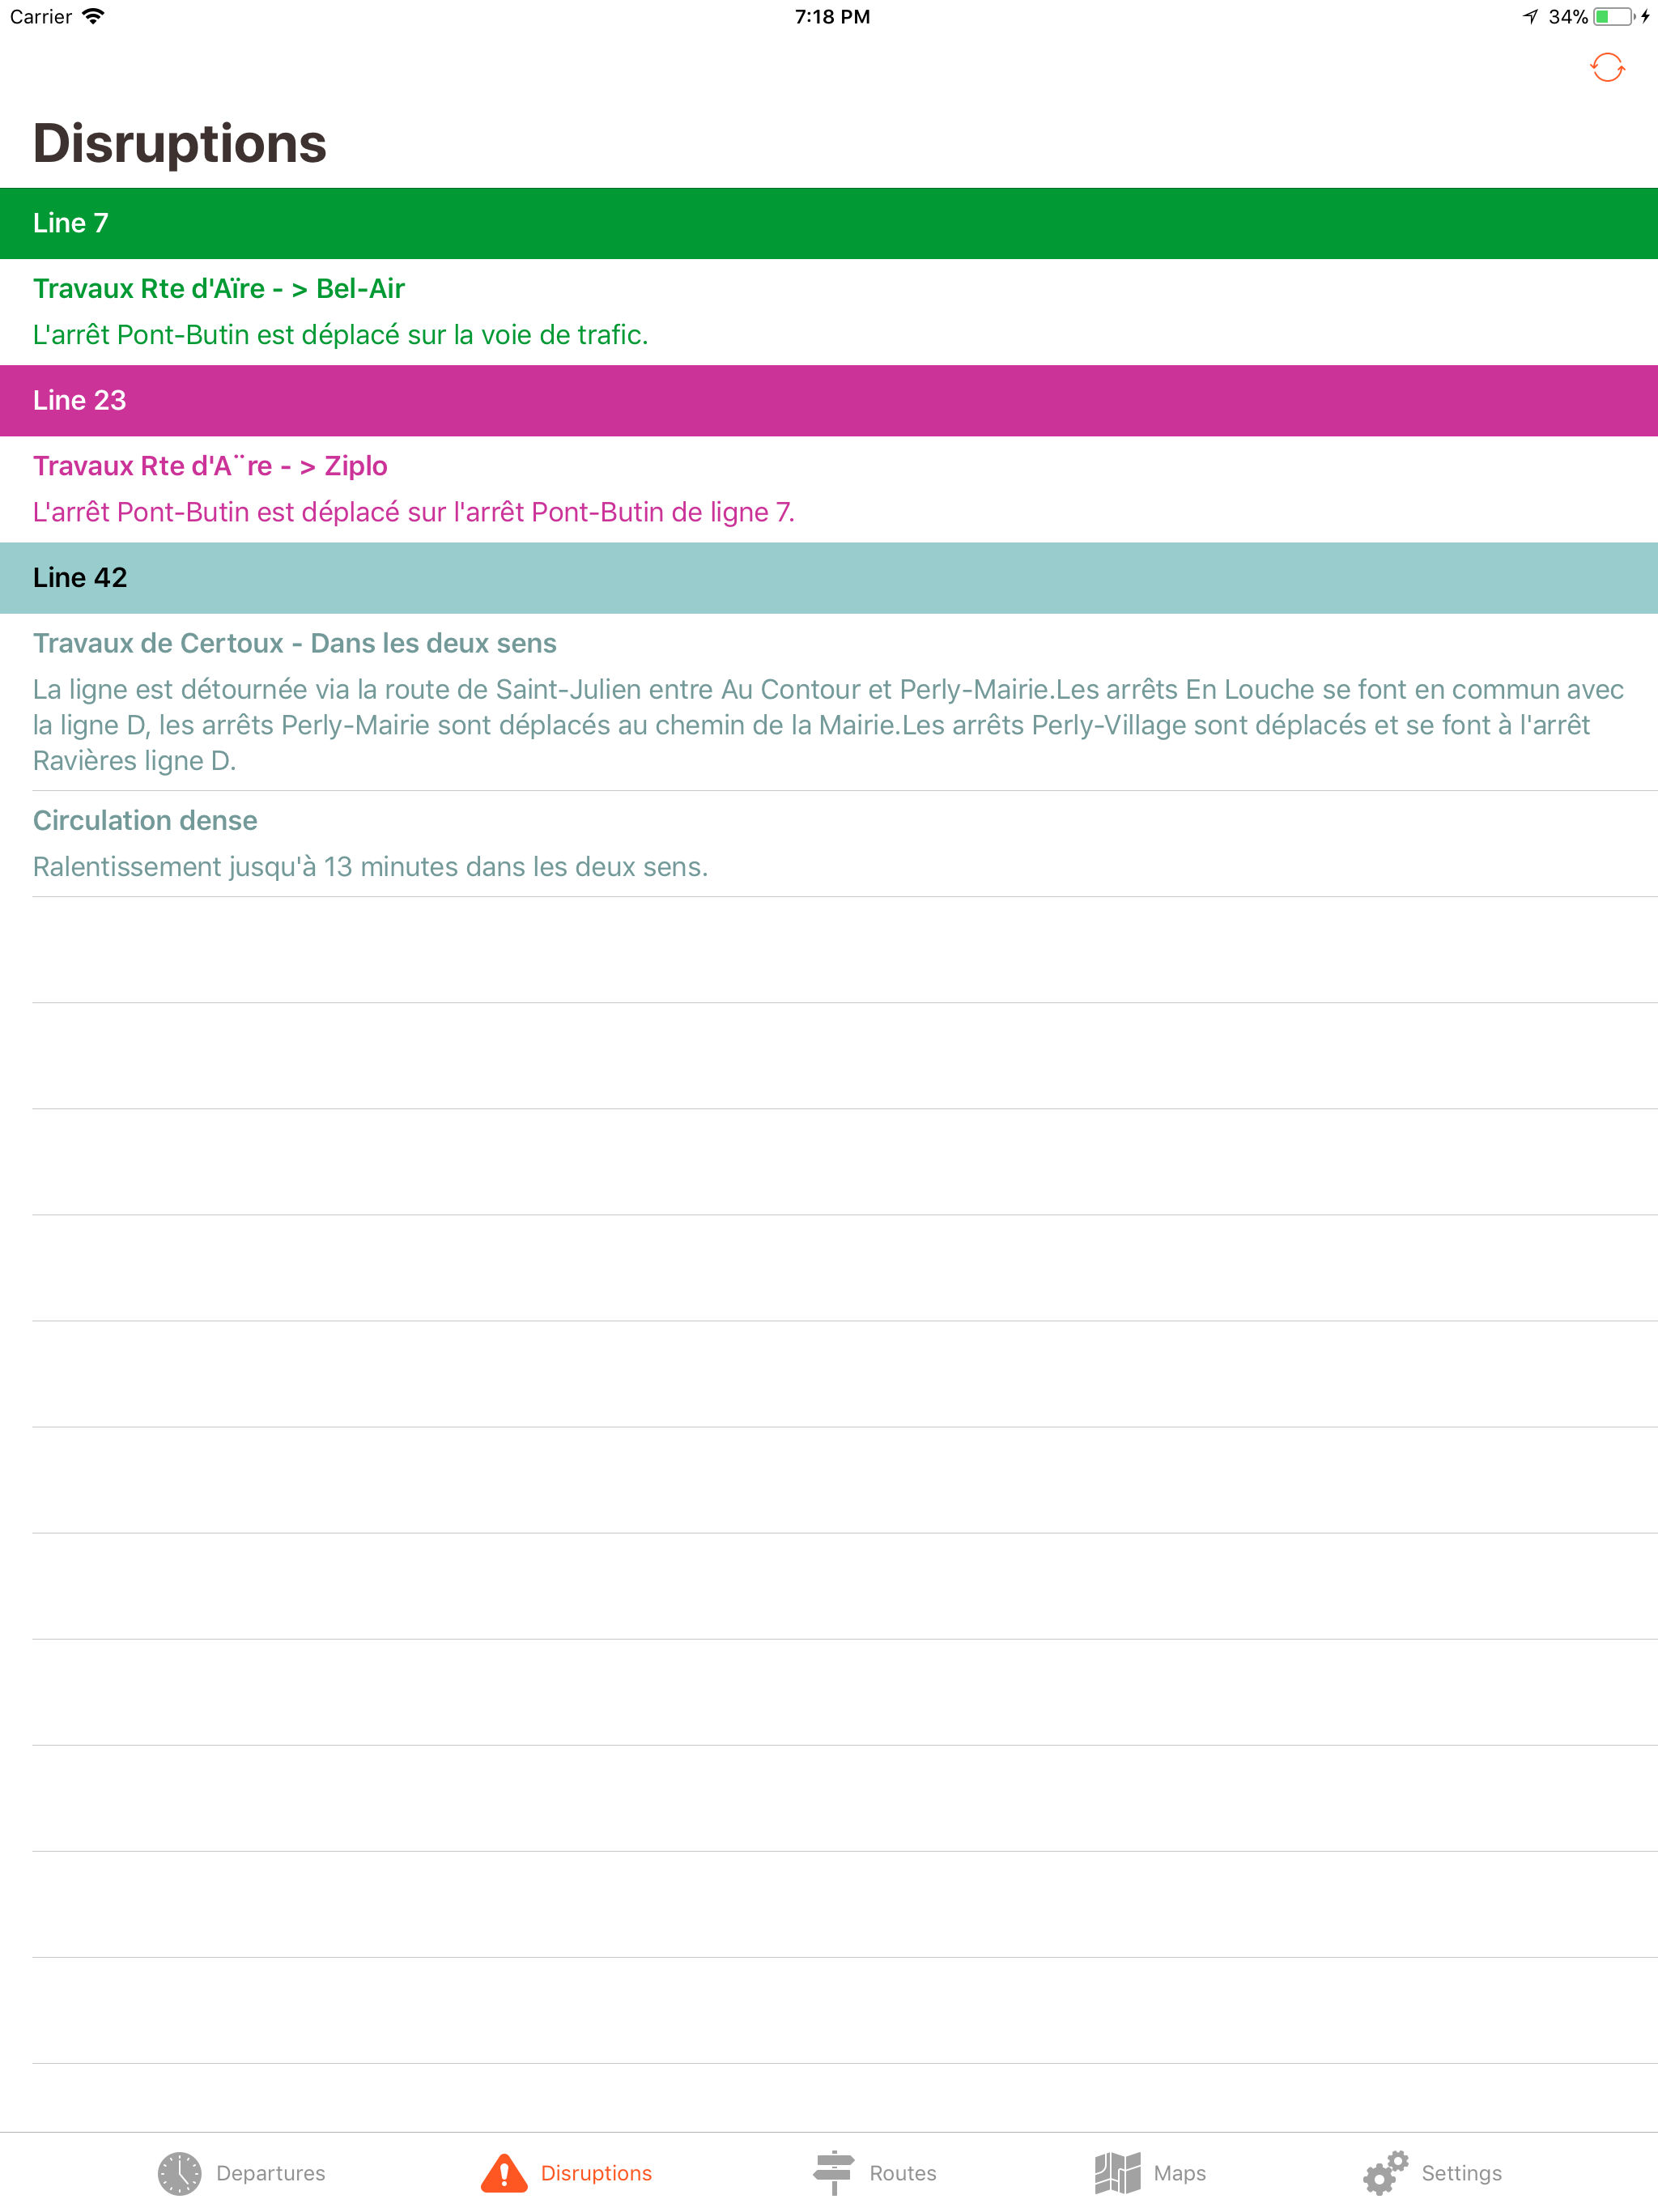 Carrier
7:18 PM
34%
Disruptions
Line 7
Travaux Rte d'Aïre - > Bel-Air
L'arrêt Pont-Butin est déplacé sur la voie de trafic.
Line 23
Travaux Rte d'A¨re - > Ziplo
L'arrêt Pont-Butin est déplacé sur l'arrêt Pont-Butin de ligne 7.
Line 42
Travaux de Certoux - Dans les deux sens
La ligne est détournée via la route de Saint-Julien entre Au Contour et Perly-Mairie.Les arrêts En Louche se font en commun avec
la ligne D, les arrêts Perly-Mairie sont déplacés au chemin de la Mairie.Les arrêts Perly-Village sont déplacés et se font à l'arrêt
Ravières ligne D.
Circulation dense
Ralentissement jusqu'à 13 minutes dans les deux sens.
Departures
Disruptions
Routes
Maps
Settings